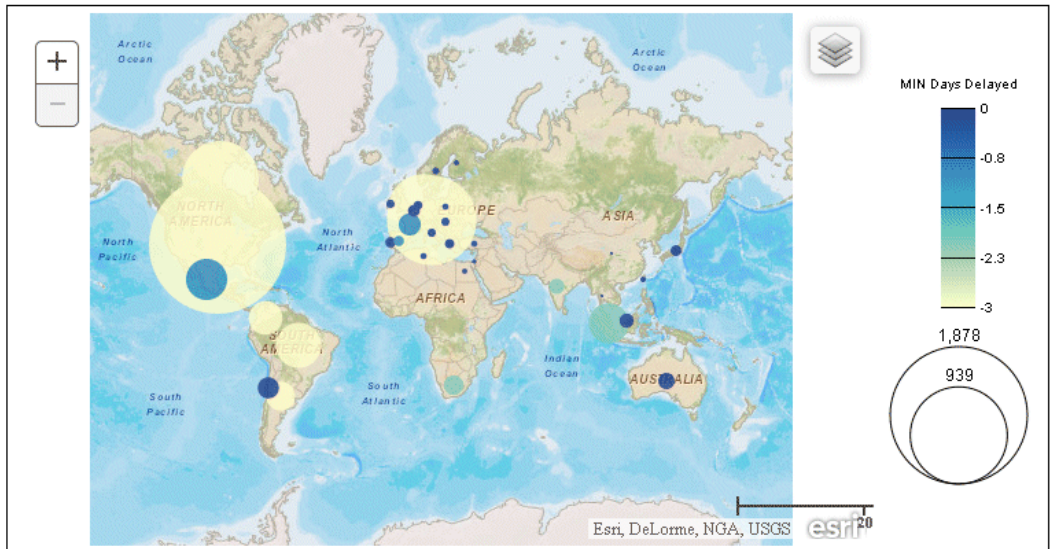 Arctic
Ocean
Arctic
Ocean
+
−
MIN Days Delayed
0
-0.8
-1.5
-2.3
-3
NORTH
AMERICA
EUROPE
ASIA
North
Pacific
North
Atlantic
AFRICA
SOUTH
AMERICA
Indian
Ocean
AUSTRALIA
South
Pacific
South
Atlantic
1,878
939
Esri, DeLorme, NGA, USGS
esri
20